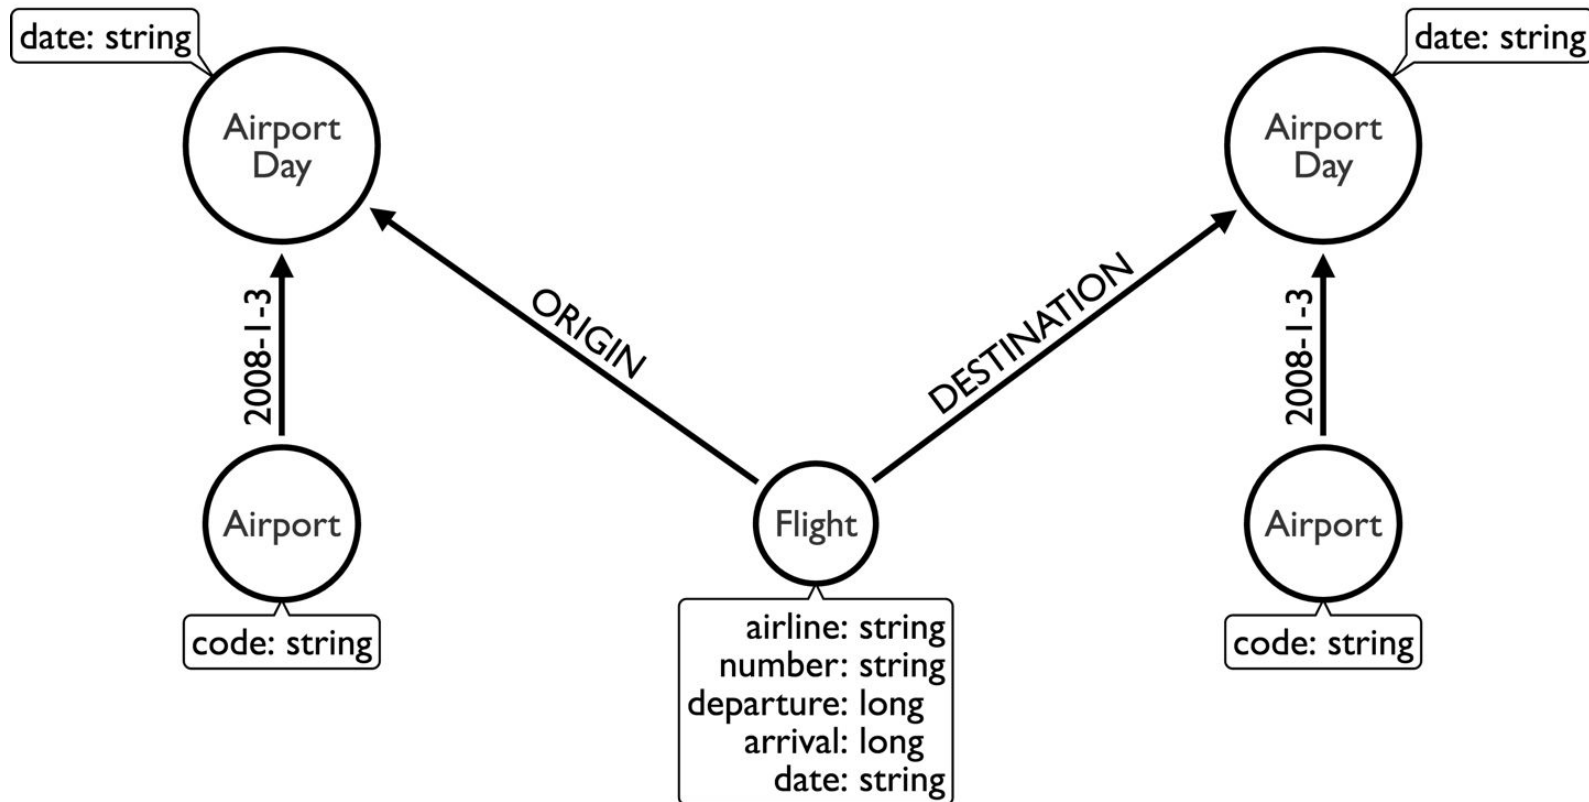 date: string
date: string
Airport
Day
Airport
Day
ORIGIN
DESTINATION
2008-1-3
2008-1-3
Airport
Flight
Airport
code: string
airline: string
number: string
departure: long
arrival: long
date: string
code: string